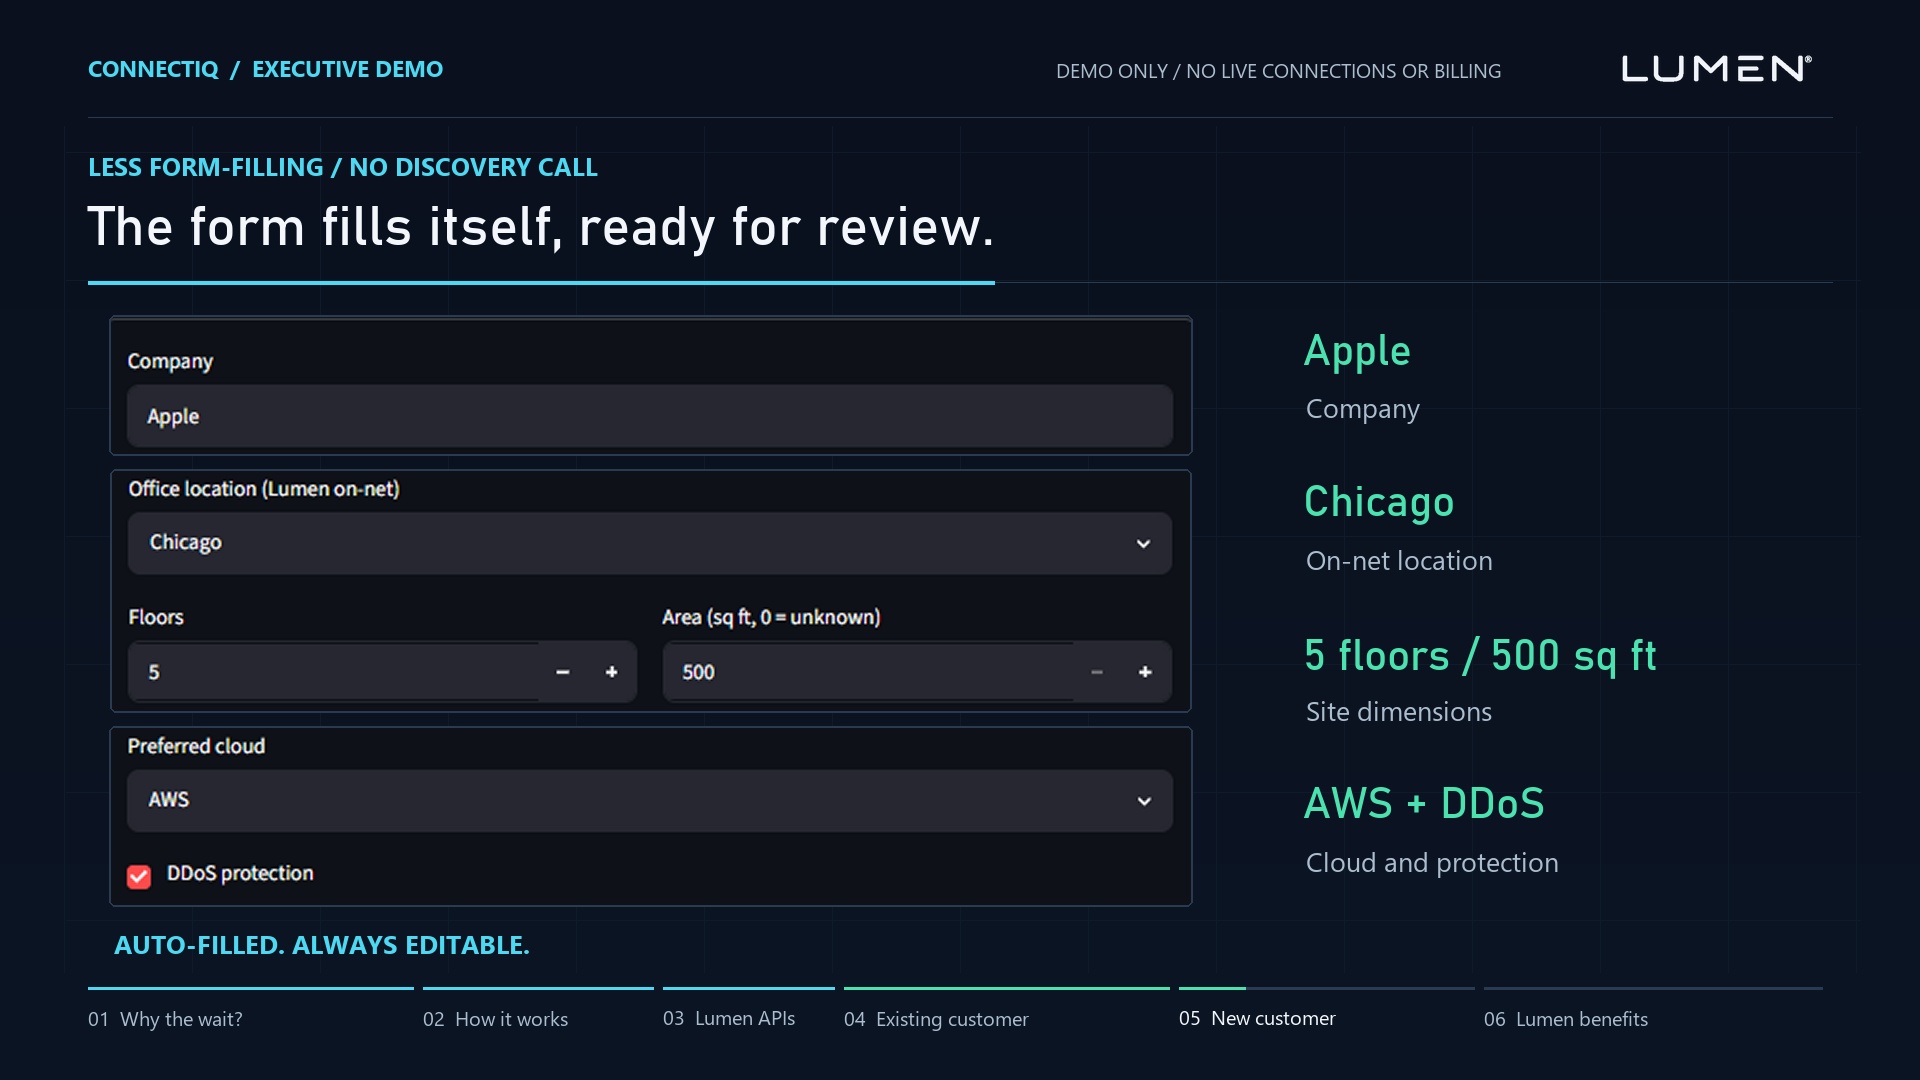 CONNECTIQ / EXECUTIVE DEMO
DEMO ONLY / NO LIVE CONNECTIONS OR BILLING
LUMEN®
LESS FORM-FILLING / NO DISCOVERY CALL
The form fills itself, ready for review.
Company
Apple
Office location (Lumen on-net)
Chicago
Floors
Area (sq ft, 0 = unknown)
5
500
Preferred cloud
AWS
DDoS protection
Apple
Company
Chicago
On-net location
5 floors / 500 sq ft
Site dimensions
AWS + DDoS
Cloud and protection
AUTO-FILLED. ALWAYS EDITABLE.
01 Why the wait?
02 How it works
03 Lumen APIs
04 Existing customer
05 New customer
06 Lumen benefits